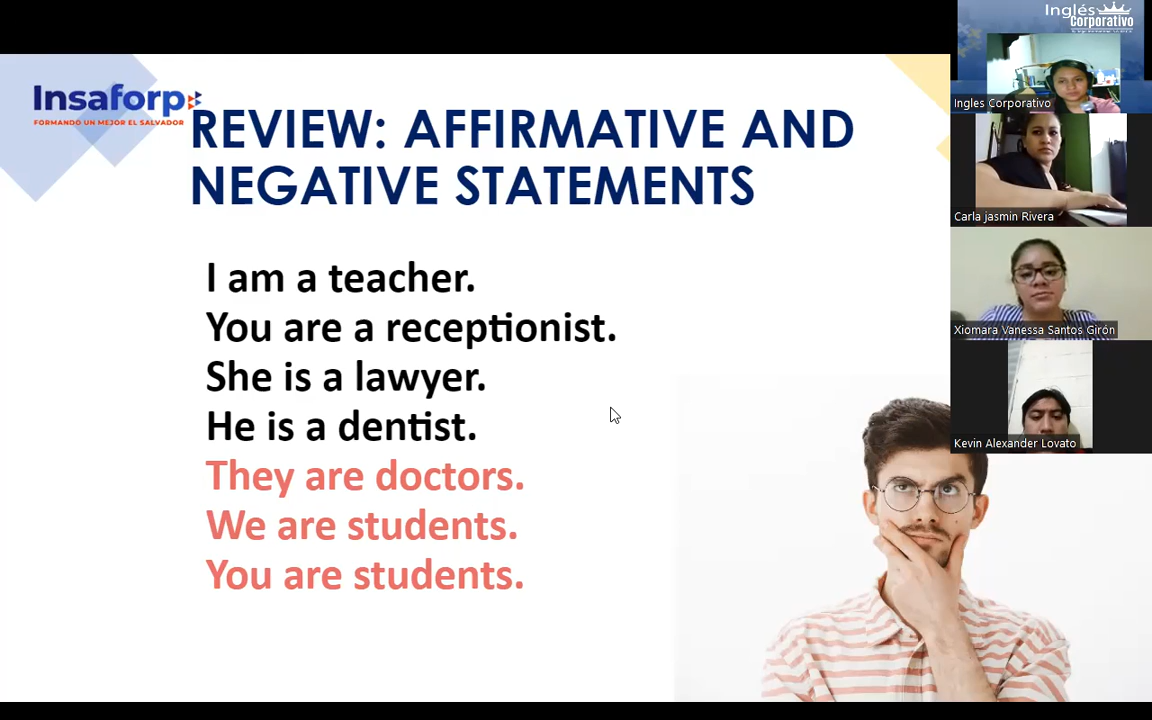 Insaforp
FORMANDO UN MEJOR EL SALVADOR
REVIEW: AFFIRMATIVE AND
NEGATIVE STATEMENTS
I am a teacher.
You are a receptionist.
She is a lawyer.
He is a dentist.
They are doctors.
We are students.
You are students.
Inglés
Corporativo
Ingles Corporativo
Carla jasmin Rivera
Xiomara Vanessa Santos Girón
Kevin Alexander Lovato